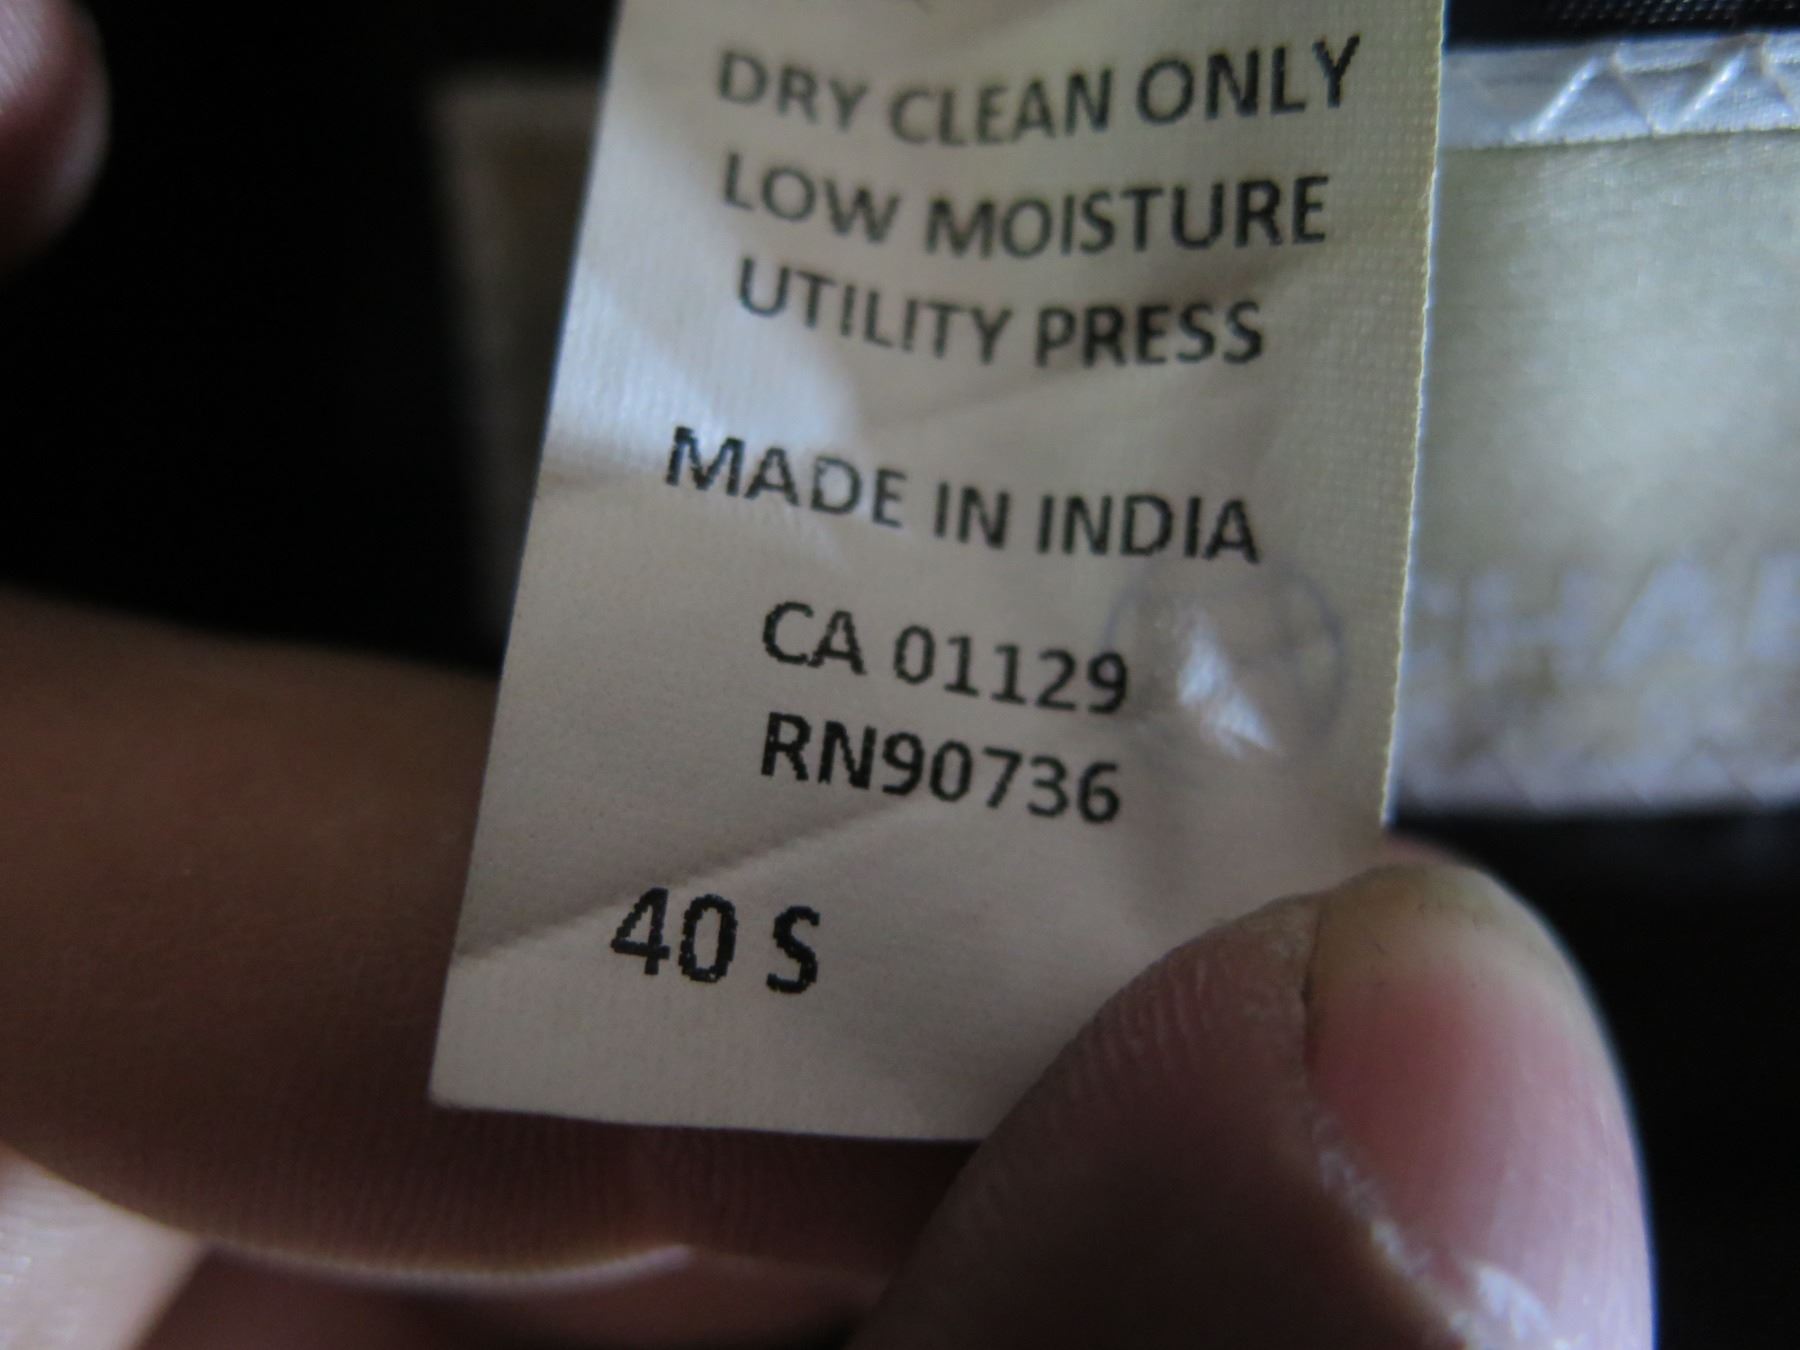 DRY CLEAN ONLY
LOW MOISTURE
UTILITY PRESS
MADE IN INDIA
CA 01129
RN90736
40 S